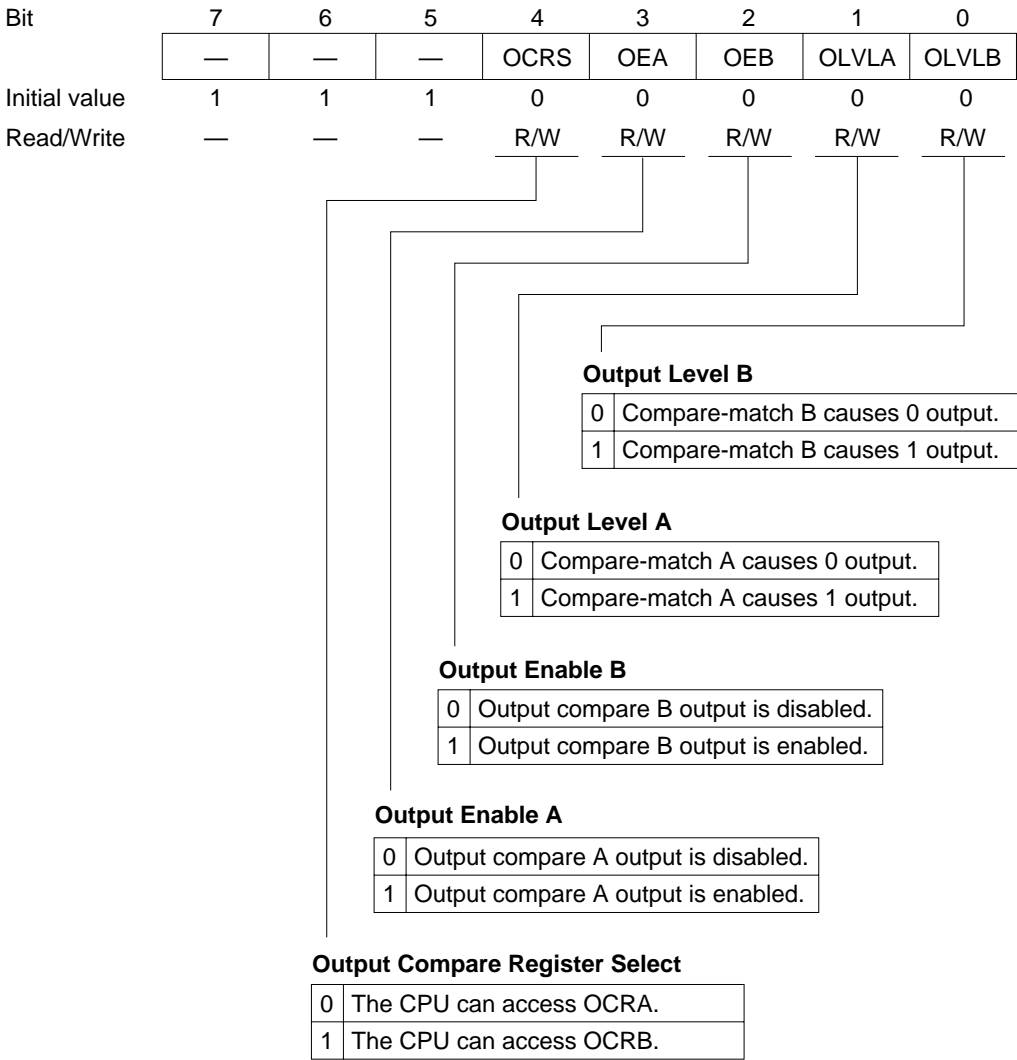 Bit 7 6 5 4 3 2 1 0
— — — OCRS OEA OEB OLVLA OLVLB
Initial value 1 1 1 0 0 0 0 0
Read/Write — — — R/W R/W R/W R/W R/W
Output Level B
0 Compare-match B causes 0 output.
1 Compare-match B causes 1 output.
Output Level A
0 Compare-match A causes 0 output.
1 Compare-match A causes 1 output.
Output Enable B
0 Output compare B output is disabled.
1 Output compare B output is enabled.
Output Enable A
0 Output compare A output is disabled.
1 Output compare A output is enabled.
Output Compare Register Select
0 The CPU can access OCRA.
1 The CPU can access OCRB.